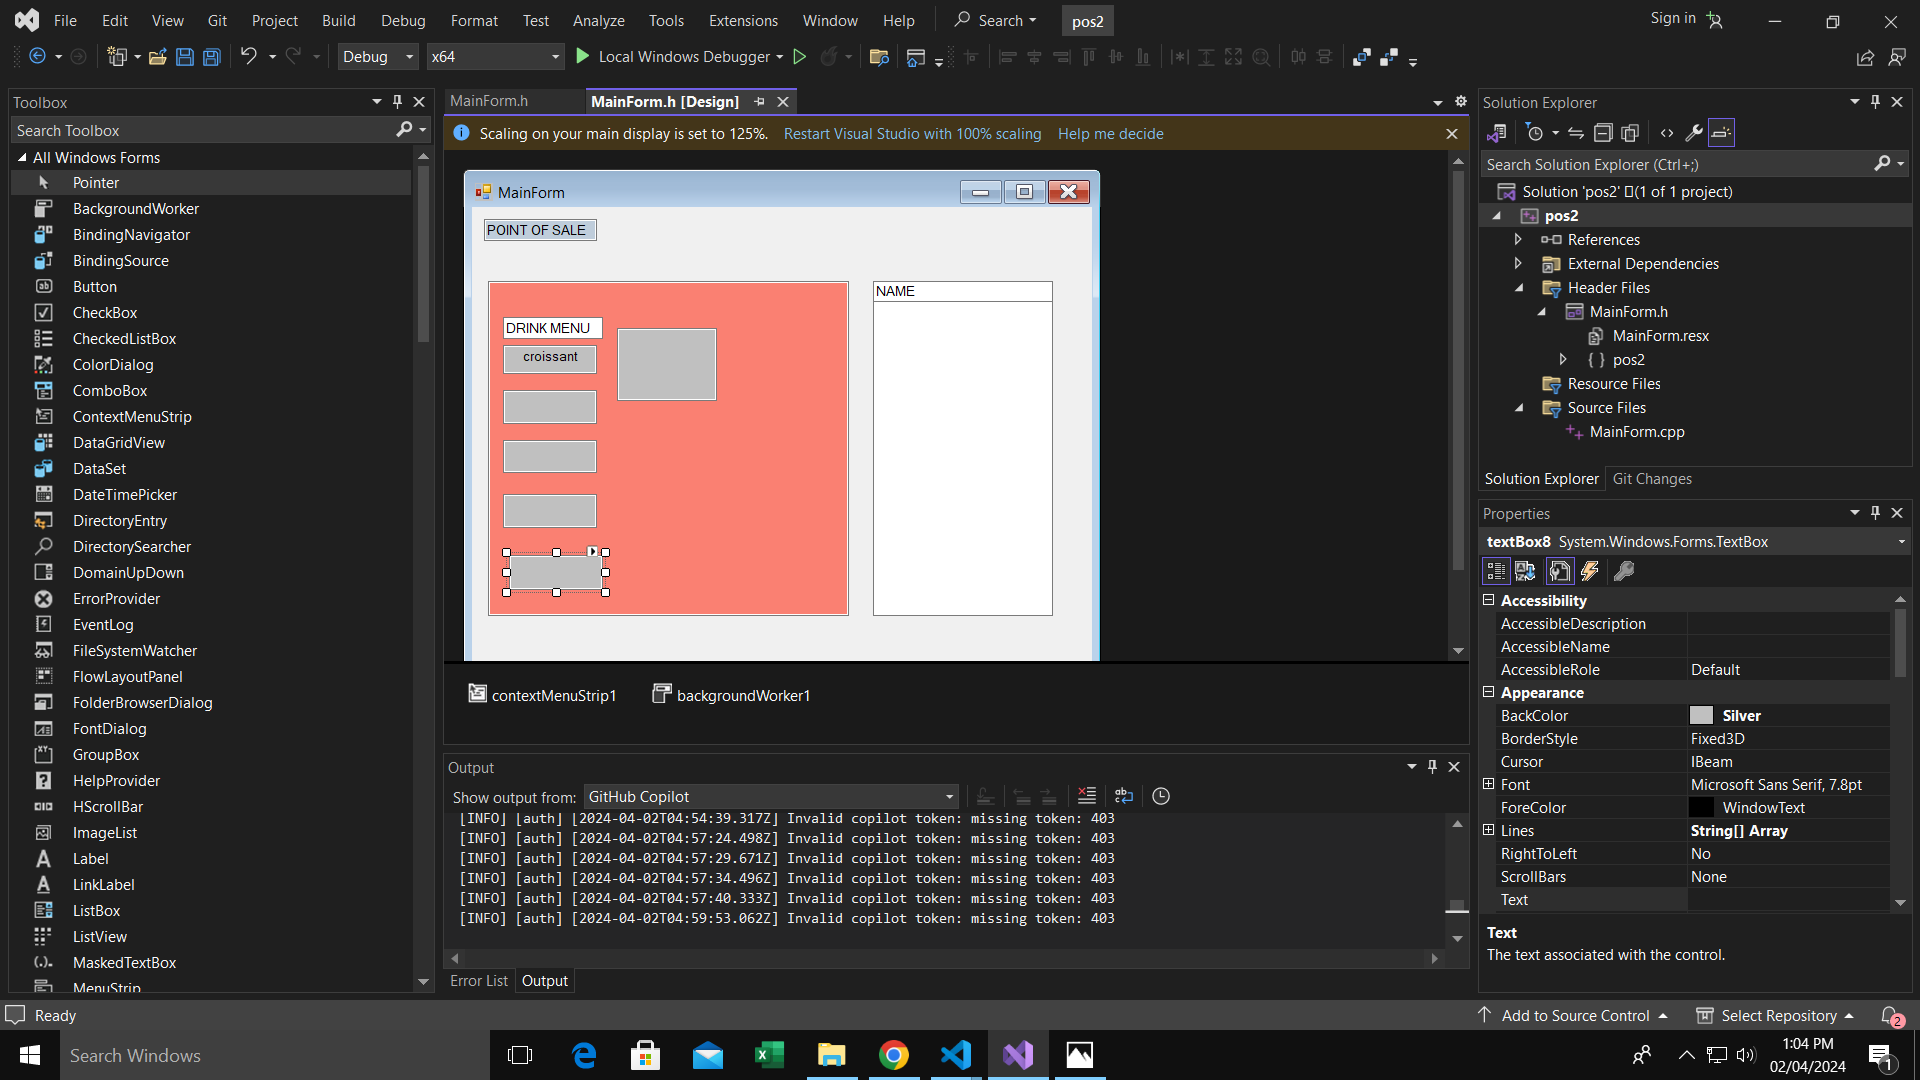 File Edit View Git Project Build Debug Format Test Analyze Tools Extensions Window Help Search pos2 Sign in
Debug x64 Local Windows Debugger
Toolbox
Search Toolbox
All Windows Forms
Pointer
BackgroundWorker
BindingNavigator
BindingSource
Button
CheckBox
CheckedListBox
ColorDialog
ComboBox
ContextMenuStrip
DataGridView
DataSet
DateTimePicker
DirectoryEntry
DirectorySearcher
DomainUpDown
ErrorProvider
EventLog
FileSystemWatcher
FlowLayoutPanel
FolderBrowserDialog
FontDialog
GroupBox
HelpProvider
HScrollBar
ImageList
Label
LinkLabel
ListBox
ListView
MaskedTextBox
MenuStrip
MainForm.h MainForm.h [Design]
Scaling on your main display is set to 125%. Restart Visual Studio with 100% scaling Help me decide
MainForm
POINT OF SALE
NAME
DRINK MENU
croissant
contextMenuStrip1 backgroundWorker1
Output
Show output from: GitHub Copilot
[INFO] [auth] [2024-04-02T04:54:39.317Z] Invalid copilot token: missing token: 403
[INFO] [auth] [2024-04-02T04:57:24.498Z] Invalid copilot token: missing token: 403
[INFO] [auth] [2024-04-02T04:57:29.671Z] Invalid copilot token: missing token: 403
[INFO] [auth] [2024-04-02T04:57:34.496Z] Invalid copilot token: missing token: 403
[INFO] [auth] [2024-04-02T04:57:40.333Z] Invalid copilot token: missing token: 403
[INFO] [auth] [2024-04-02T04:59:53.062Z] Invalid copilot token: missing token: 403
Error List Output
Solution Explorer
Search Solution Explorer (Ctrl+;)
Solution 'pos2' (1 of 1 project)
pos2
References
External Dependencies
Header Files
MainForm.h
MainForm.resx
{ } pos2
Resource Files
Source Files
MainForm.cpp
Solution Explorer Git Changes
Properties
textBox8 System.Windows.Forms.TextBox
Accessibility
AccessibleDescription
AccessibleName
AccessibleRole Default
Appearance
BackColor Silver
BorderStyle Fixed3D
Cursor IBeam
Font Microsoft Sans Serif, 7.8pt
ForeColor WindowText
Lines String[] Array
RightToLeft No
ScrollBars None
Text
Text
The text associated with the control.
Ready Add to Source Control Select Repository 2
Search Windows
1:04 PM
02/04/2024
1